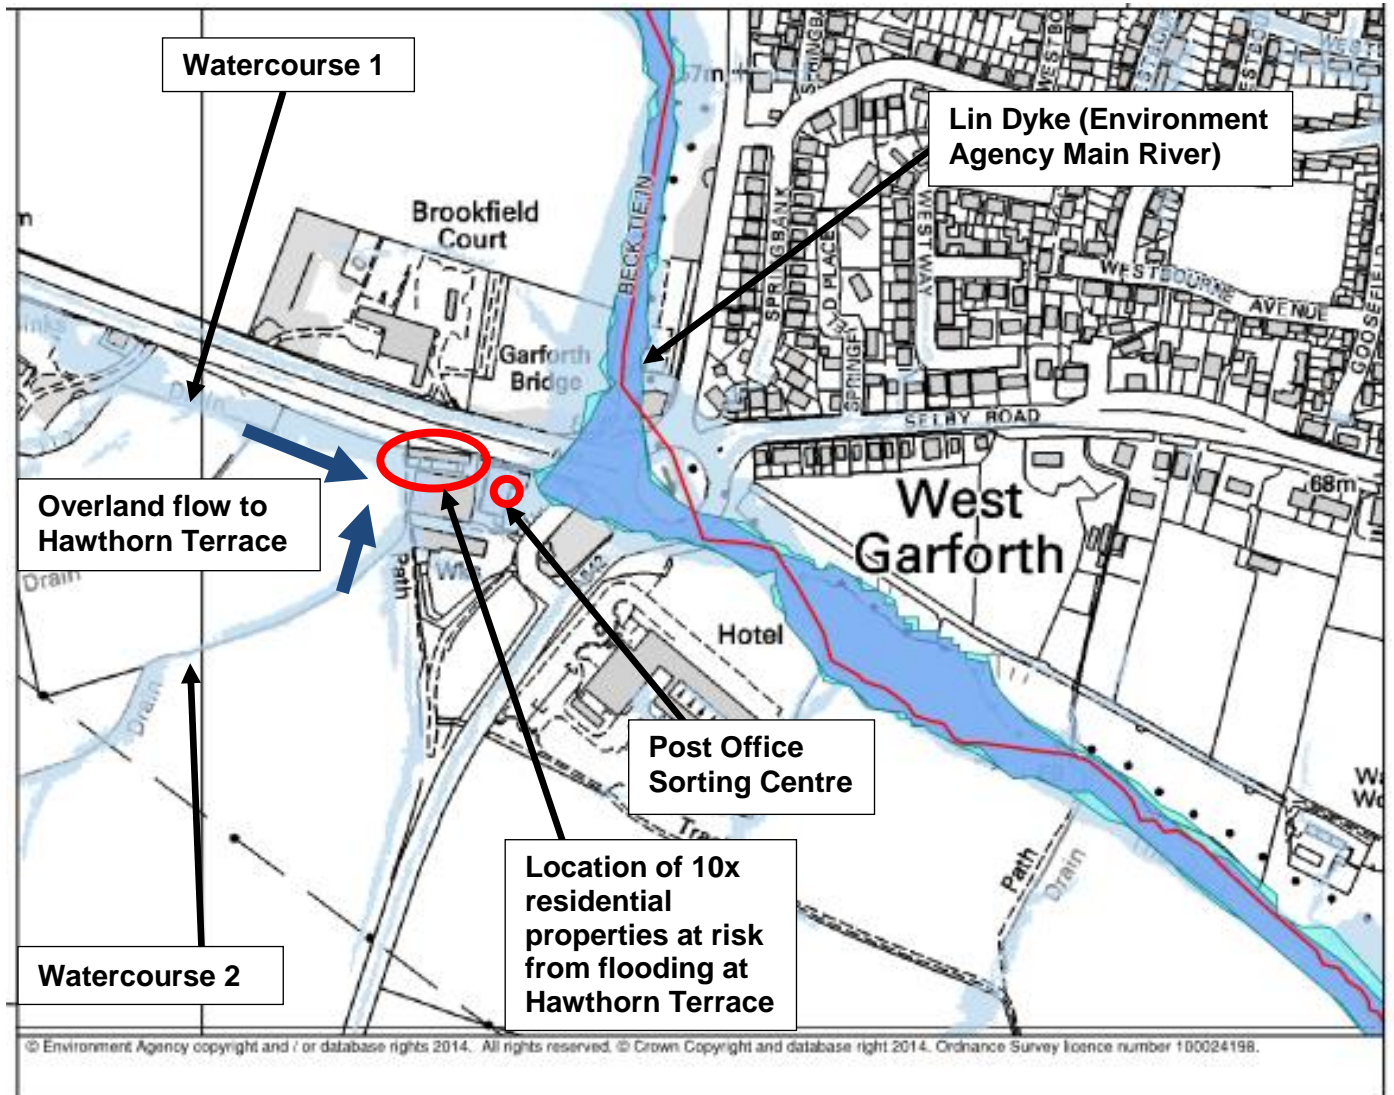 Watercourse 1
Lin Dyke (Environment
Agency Main River)
Brookfield
Court
BECK
SPRINGBANK
WESTWAY
WESTBOURNE AVENUE
Garforth
Bridge
Drain
SELBY ROAD
68m
West
Garforth
Overland flow to
Hawthorn Terrace
Drain
Path
Wks
Hotel
Drain
Post Office
Sorting Centre
Location of 10x
residential
properties at risk
from flooding at
Hawthorn Terrace
Path
Drain
Watercourse 2
© Environment Agency copyright and / or database rights 2014. All rights reserved. © Crown Copyright and database right 2014. Ordnance Survey licence number 100024198.